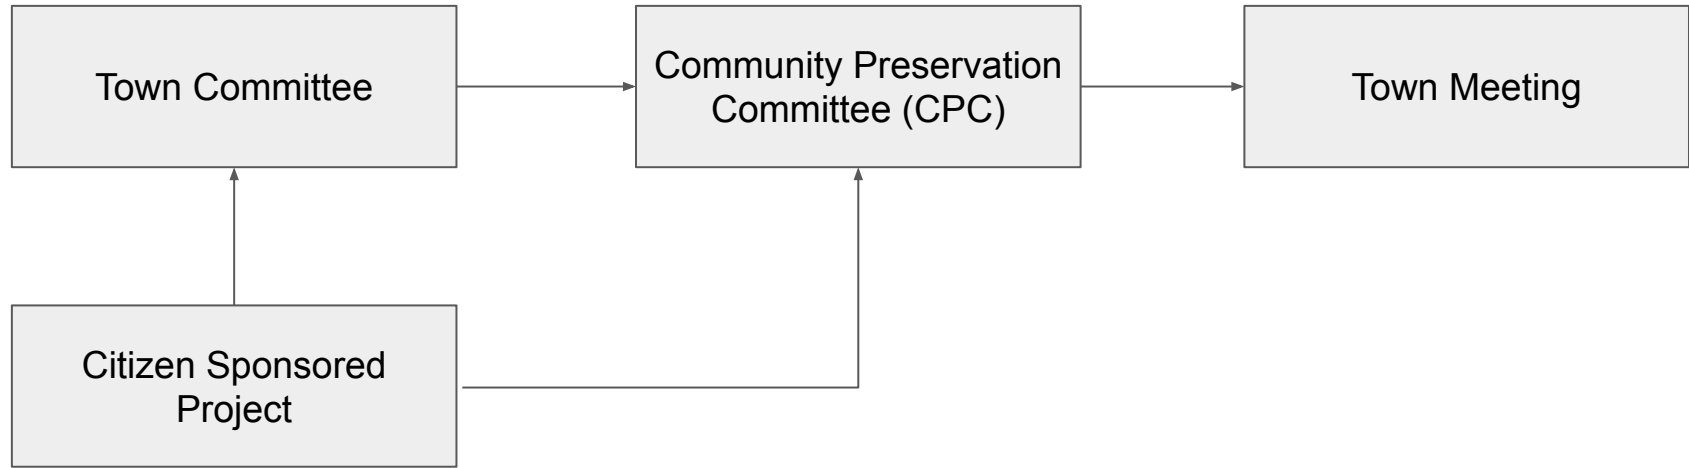 Town Committee
Community Preservation
Committee (CPC)
Town Meeting
Citizen Sponsored
Project